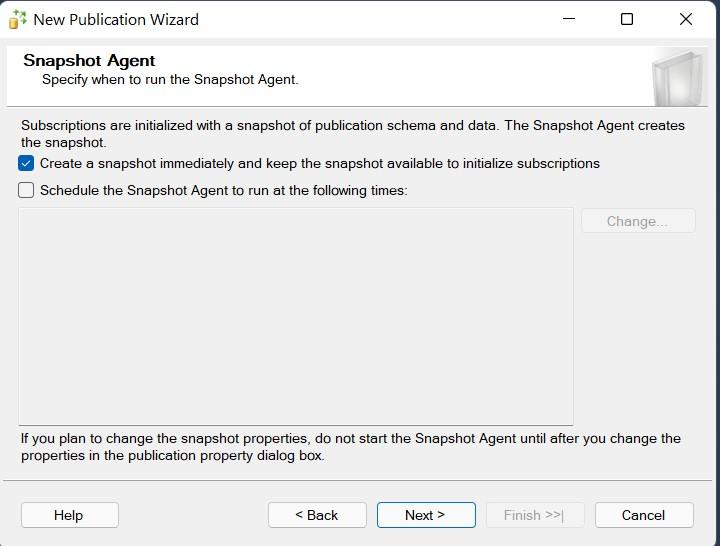 New Publication Wizard
Snapshot Agent
Specify when to run the Snapshot Agent.
Subscriptions are initialized with a snapshot of publication schema and data. The Snapshot Agent creates
the snapshot.
Create a snapshot immediately and keep the snapshot available to initialize subscriptions
Schedule the Snapshot Agent to run at the following times:
Change...
If you plan to change the snapshot properties, do not start the Snapshot Agent until after you change the
properties in the publication property dialog box.
Help
< Back
Next >
Finish >>|
Cancel